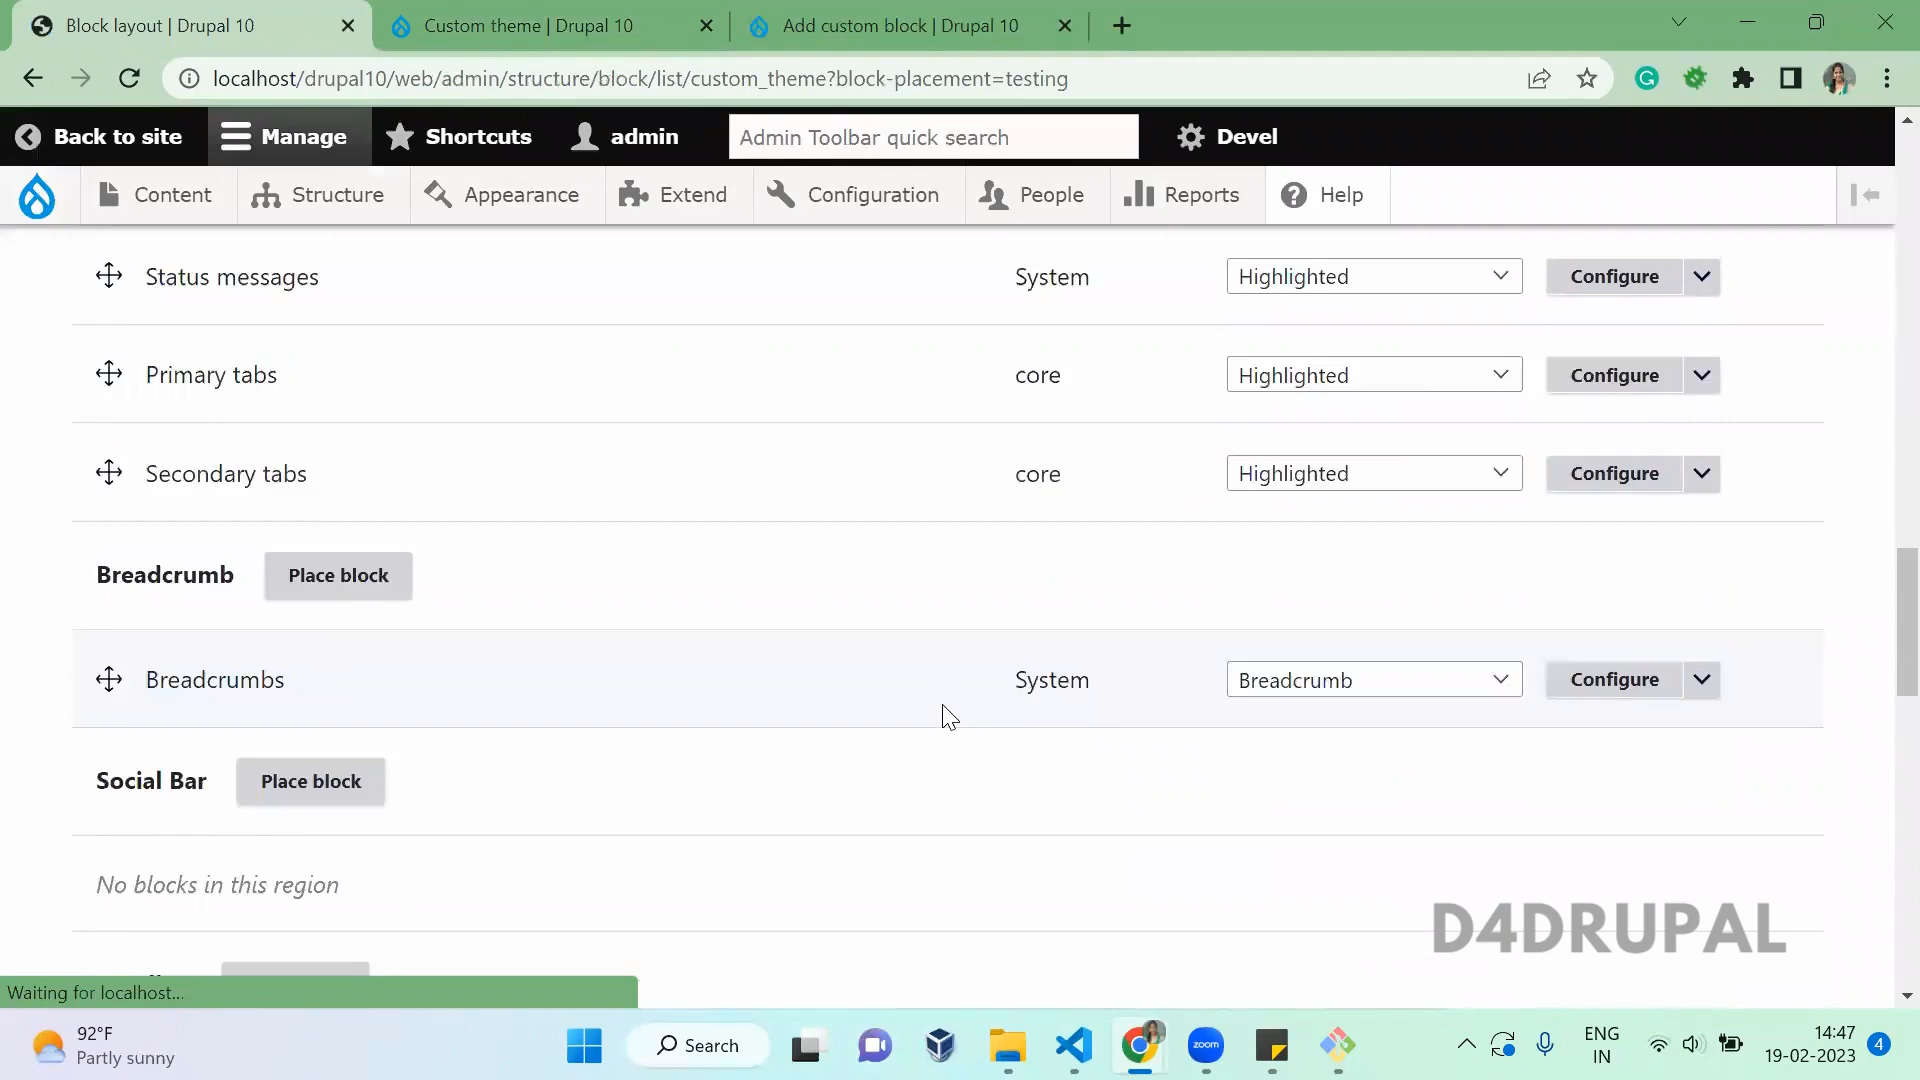 Block layout | Drupal 10
Custom theme | Drupal 10
Add custom block | Drupal 10
localhost/drupal10/web/admin/structure/block/list/custom_theme?block-placement=testing
Back to site
Manage
Shortcuts
admin
Admin Toolbar quick search
Devel
Content
Structure
Appearance
Extend
Configuration
People
Reports
Help
Status messages
System
Highlighted
Configure
Primary tabs
core
Highlighted
Configure
Secondary tabs
core
Highlighted
Configure
Breadcrumb
Place block
Breadcrumbs
System
Breadcrumb
Configure
Social Bar
Place block
No blocks in this region
D4DRUPAL
Waiting for localhost...
92°F
Partly sunny
Search
zoom
ENG
IN
14:47
19-02-2023
4